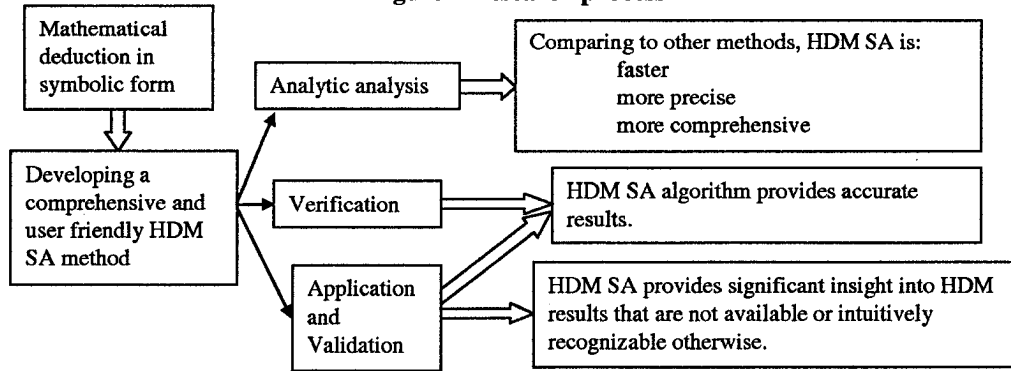 Mathematical
deduction in
symbolic form
Developing a
comprehensive and
user friendly HDM
SA method
Analytic analysis
Verification
Application
and
Validation
Comparing to other methods, HDM SA is:
faster
more precise
more comprehensive
HDM SA algorithm provides accurate
results.
HDM SA provides significant insight into HDM
results that are not available or intuitively
recognizable otherwise.